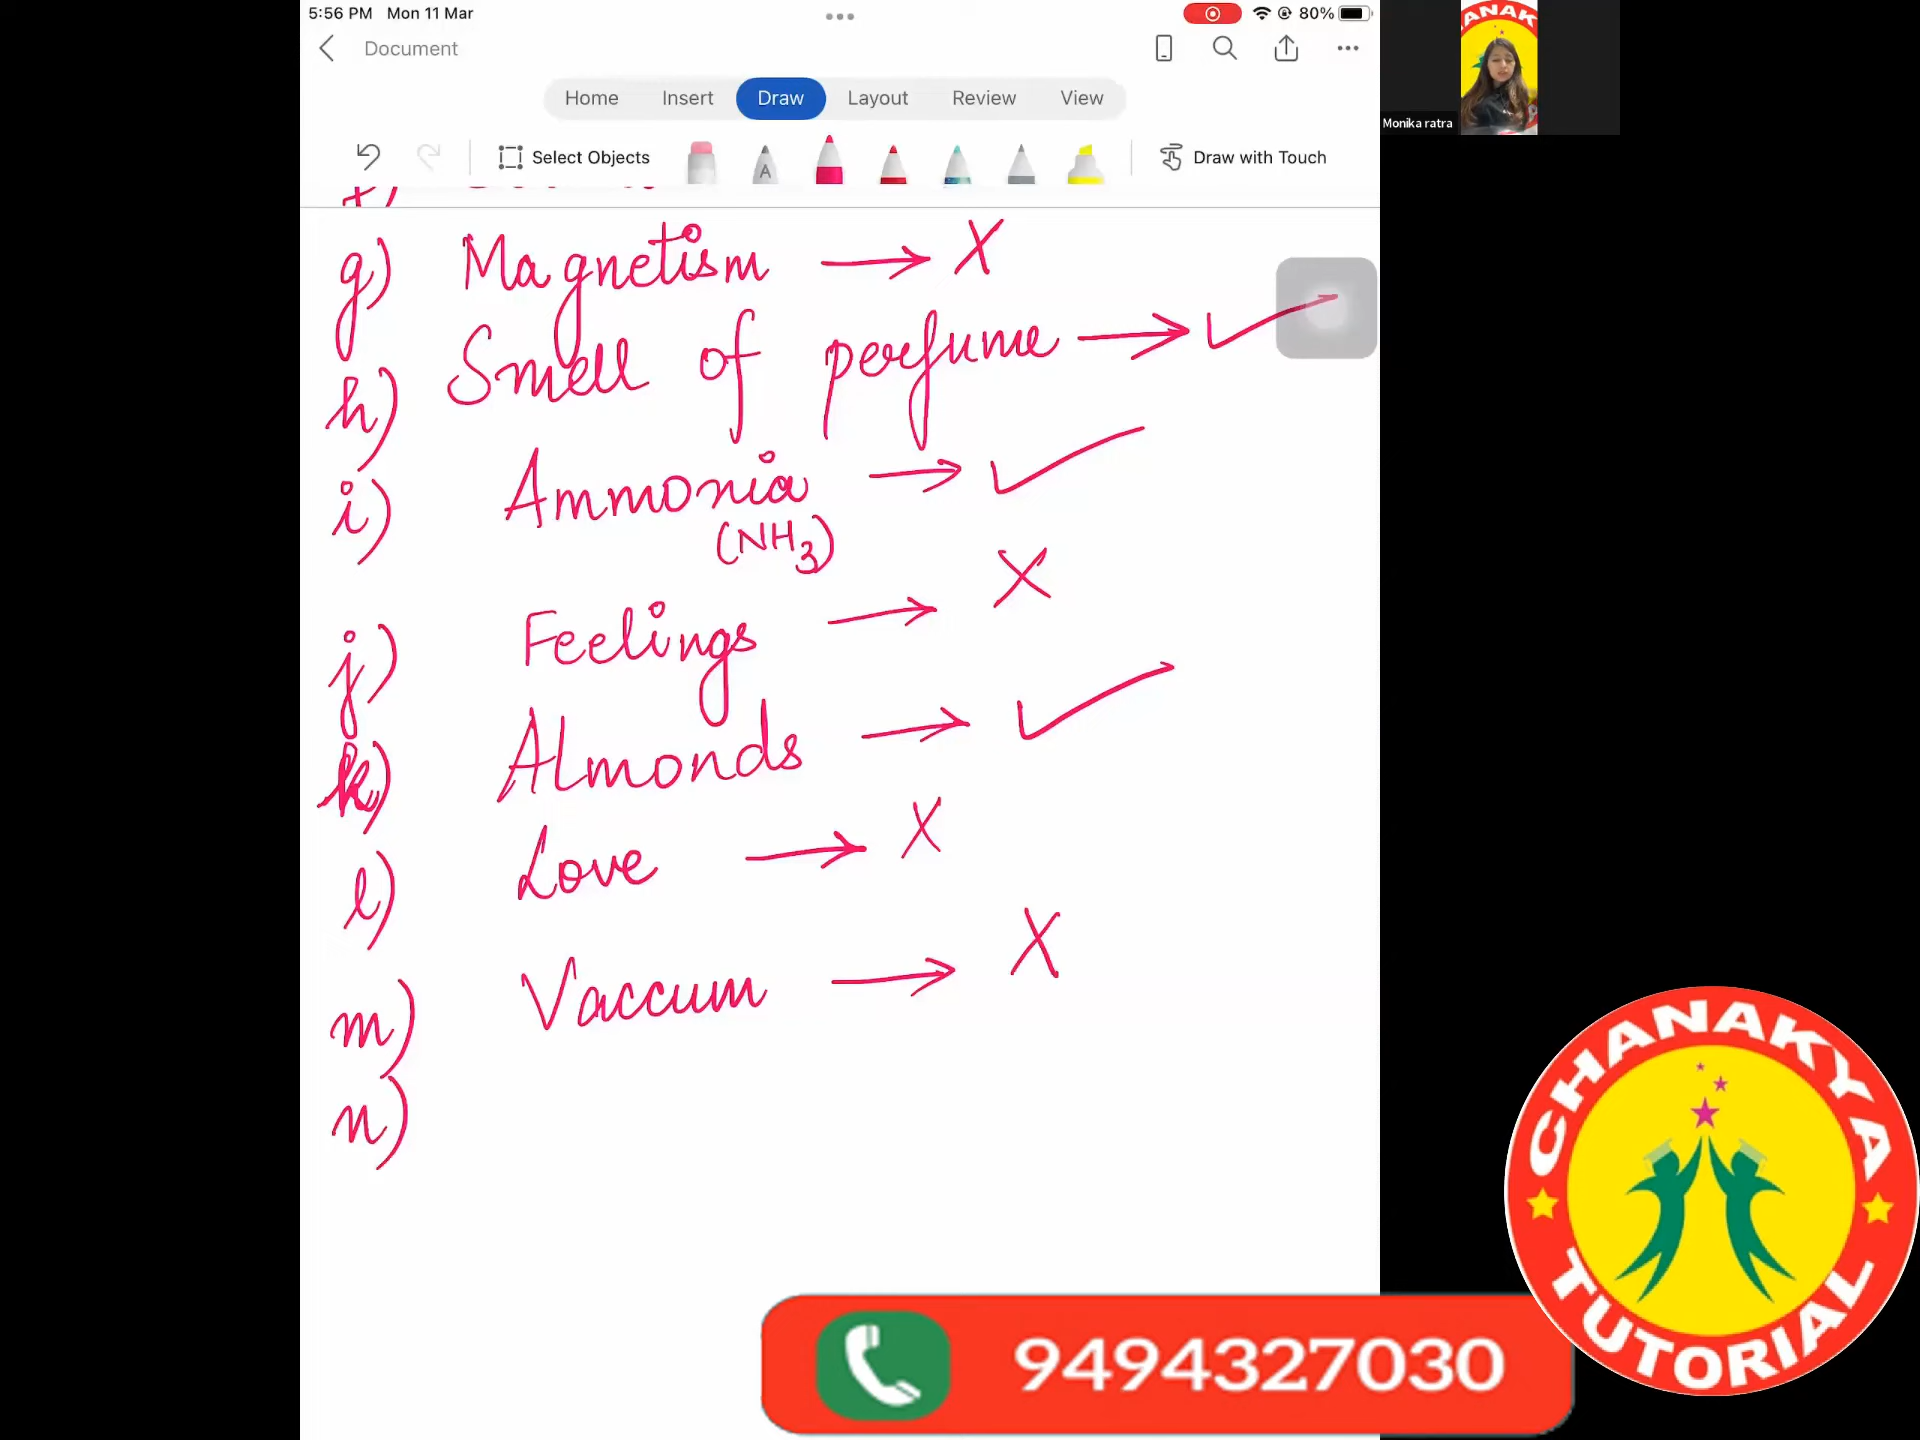 5:56 PM Mon 11 Mar 80%
Document
Home Insert Draw Layout Review View
Select Objects A Draw with Touch
Monika ratra
g) Magnetism → X
h) Smell of perfume → ✓
i) Ammonia → ✓
(NH3)
j) Feelings → X
k) Almonds → ✓
l) Love → X
m) Vaccum → X
n)
CHANAKYA
TUTORIAL
9494327030